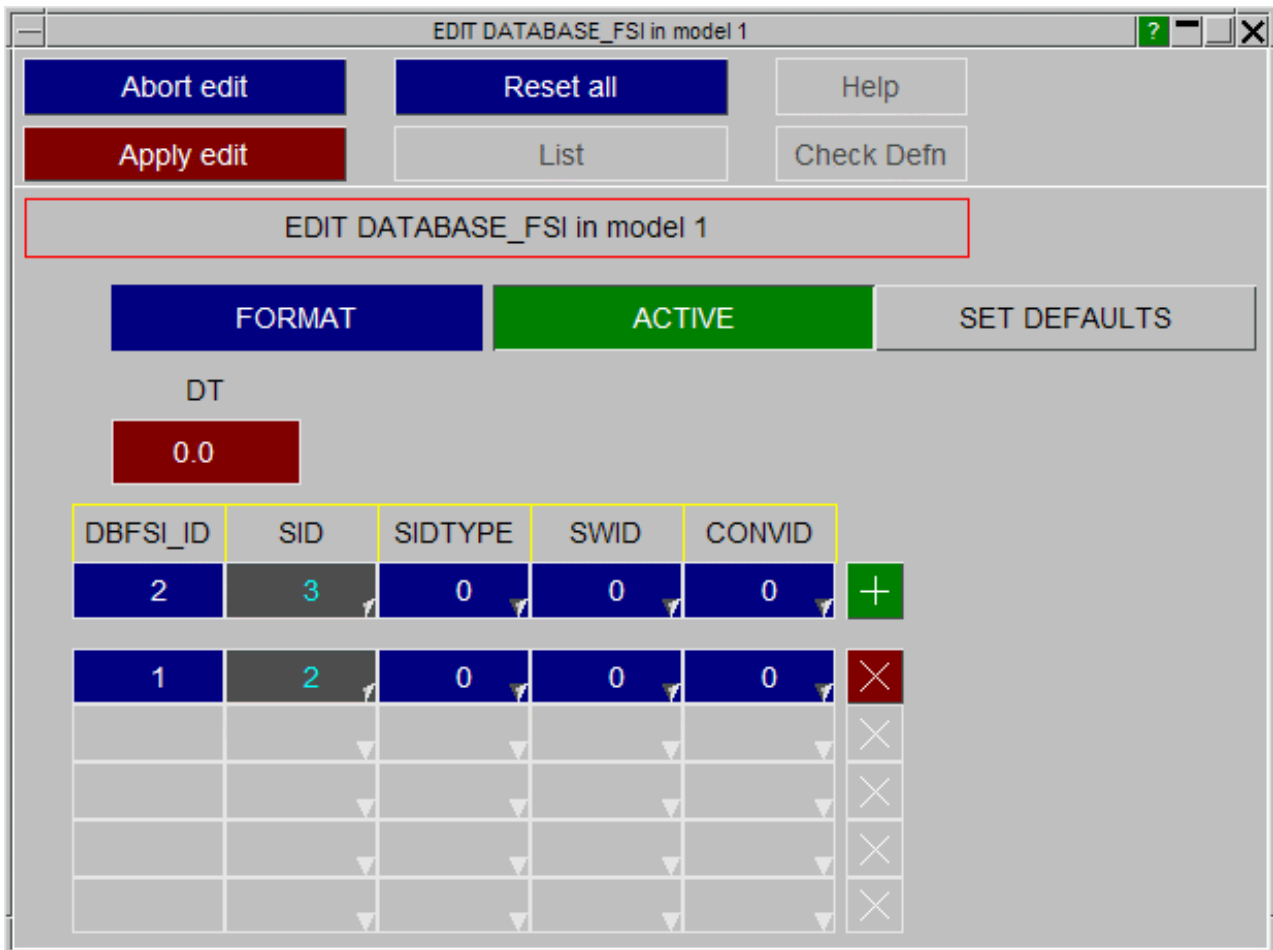 EDIT DATABASE_FSI in model 1 ?
Abort edit Reset all Help
Apply edit List Check Defn
EDIT DATABASE_FSI in model 1
FORMAT ACTIVE SET DEFAULTS
DT
0.0
DBFSI_ID SID SIDTYPE SWID CONVID
2 3 0 0 0
1 2 0 0 0